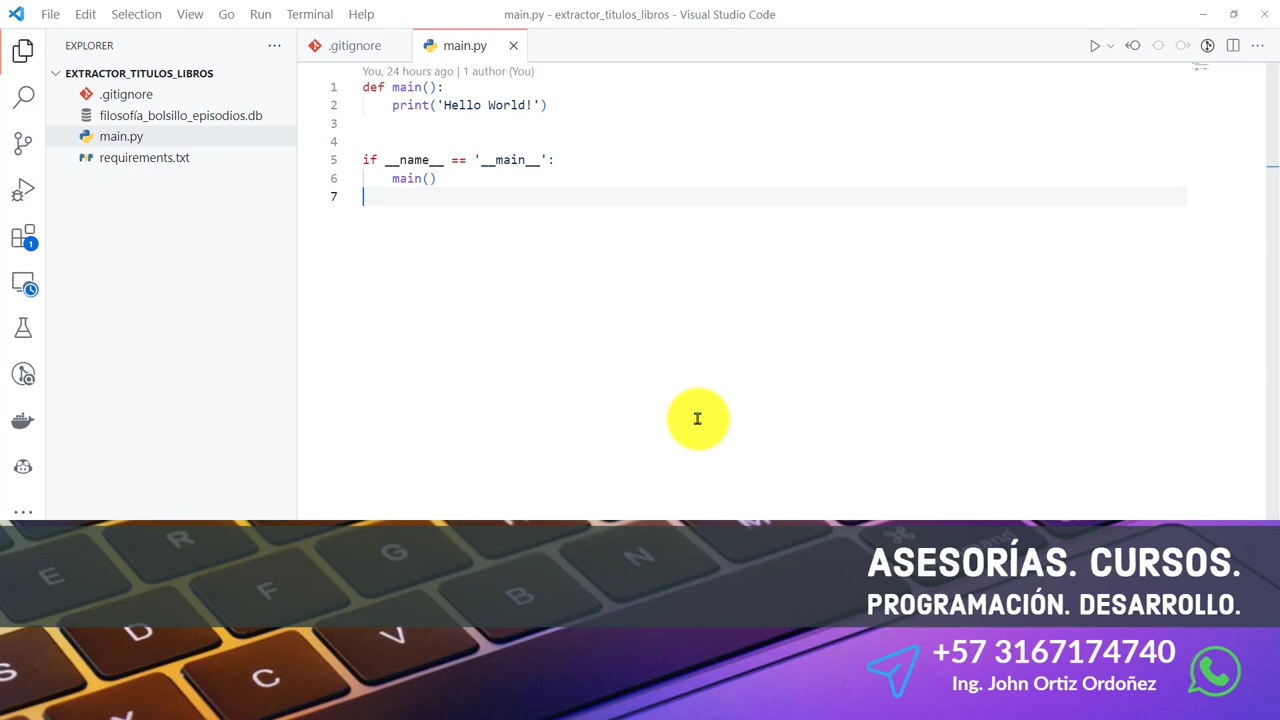 File Edit Selection View Go Run Terminal Help
main.py - extractor_titulos_libros - Visual Studio Code
EXPLORER
.gitignore
main.py
EXTRACTOR_TITULOS_LIBROS
.gitignore
filosofía_bolsillo_episodios.db
main.py
requirements.txt
You, 24 hours ago | 1 author (You)
1 def main():
2 print('Hello World!')
3
4
5 if __name__ == '__main__':
6 main()
7
1
ASESORÍAS. CURSOS.
PROGRAMACIÓN. DESARROLLO.
+57 3167174740
Ing. John Ortiz Ordoñez
E
R
F
G
B
N
D
V
C
S